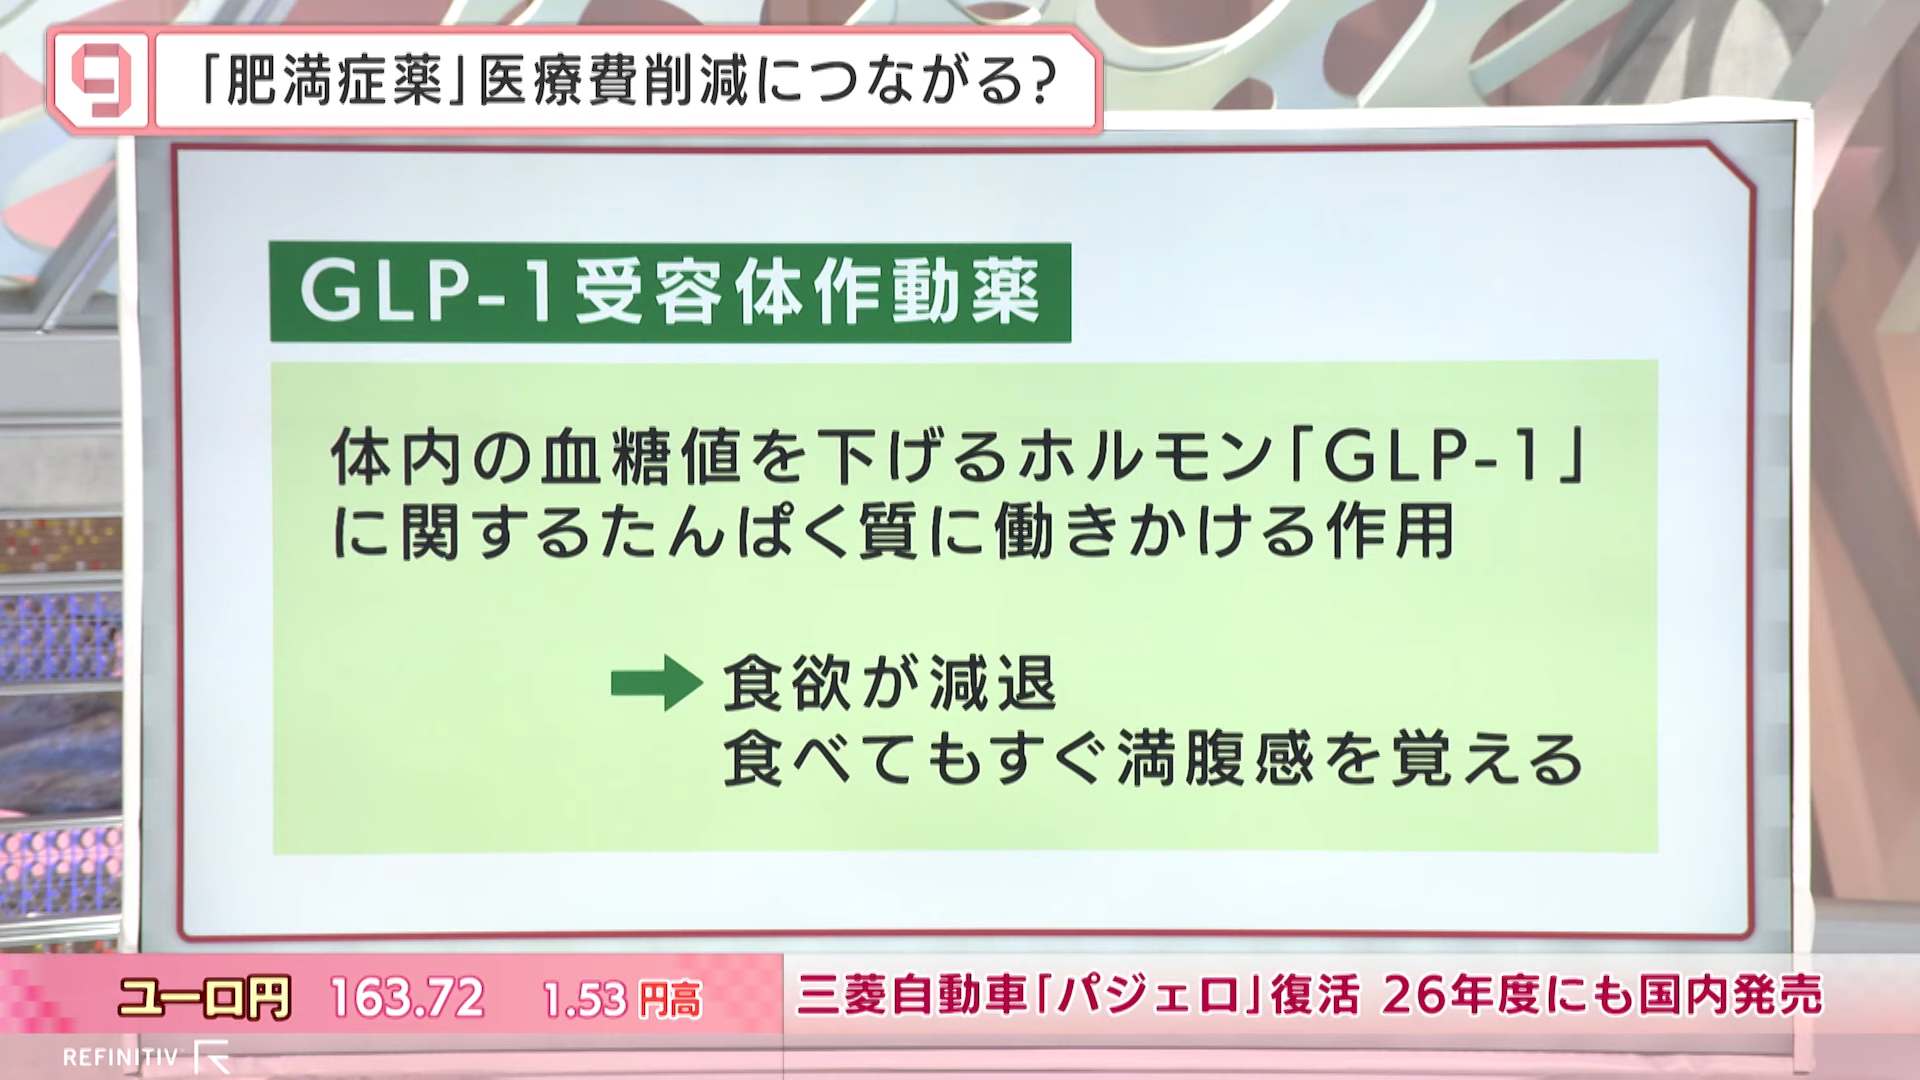 9
「肥満症薬」医療費削減につながる?
GLP-1受容体作動薬
体内の血糖値を下げるホルモン「GLP-1」
に関するたんぱく質に働きかける作用
食欲が減退
食べてもすぐ満腹感を覚える
ユーロ円 163.72 1.53 円高
三菱自動車「パジェロ」復活 26年度にも国内発売
REFINITIV